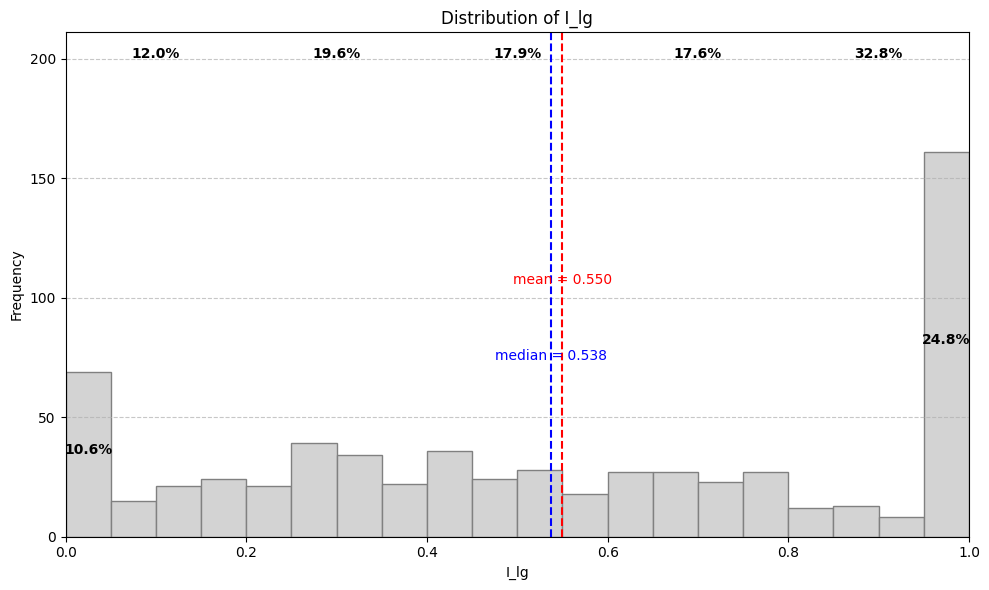 Distribution of I_lg
200
12.0% 19.6% 17.9% 17.6% 32.8%
150
Frequency
mean = 0.550
100
24.8%
median = 0.538
50
10.6%
0
0.0 0.2 0.4 0.6 0.8 1.0
I_lg